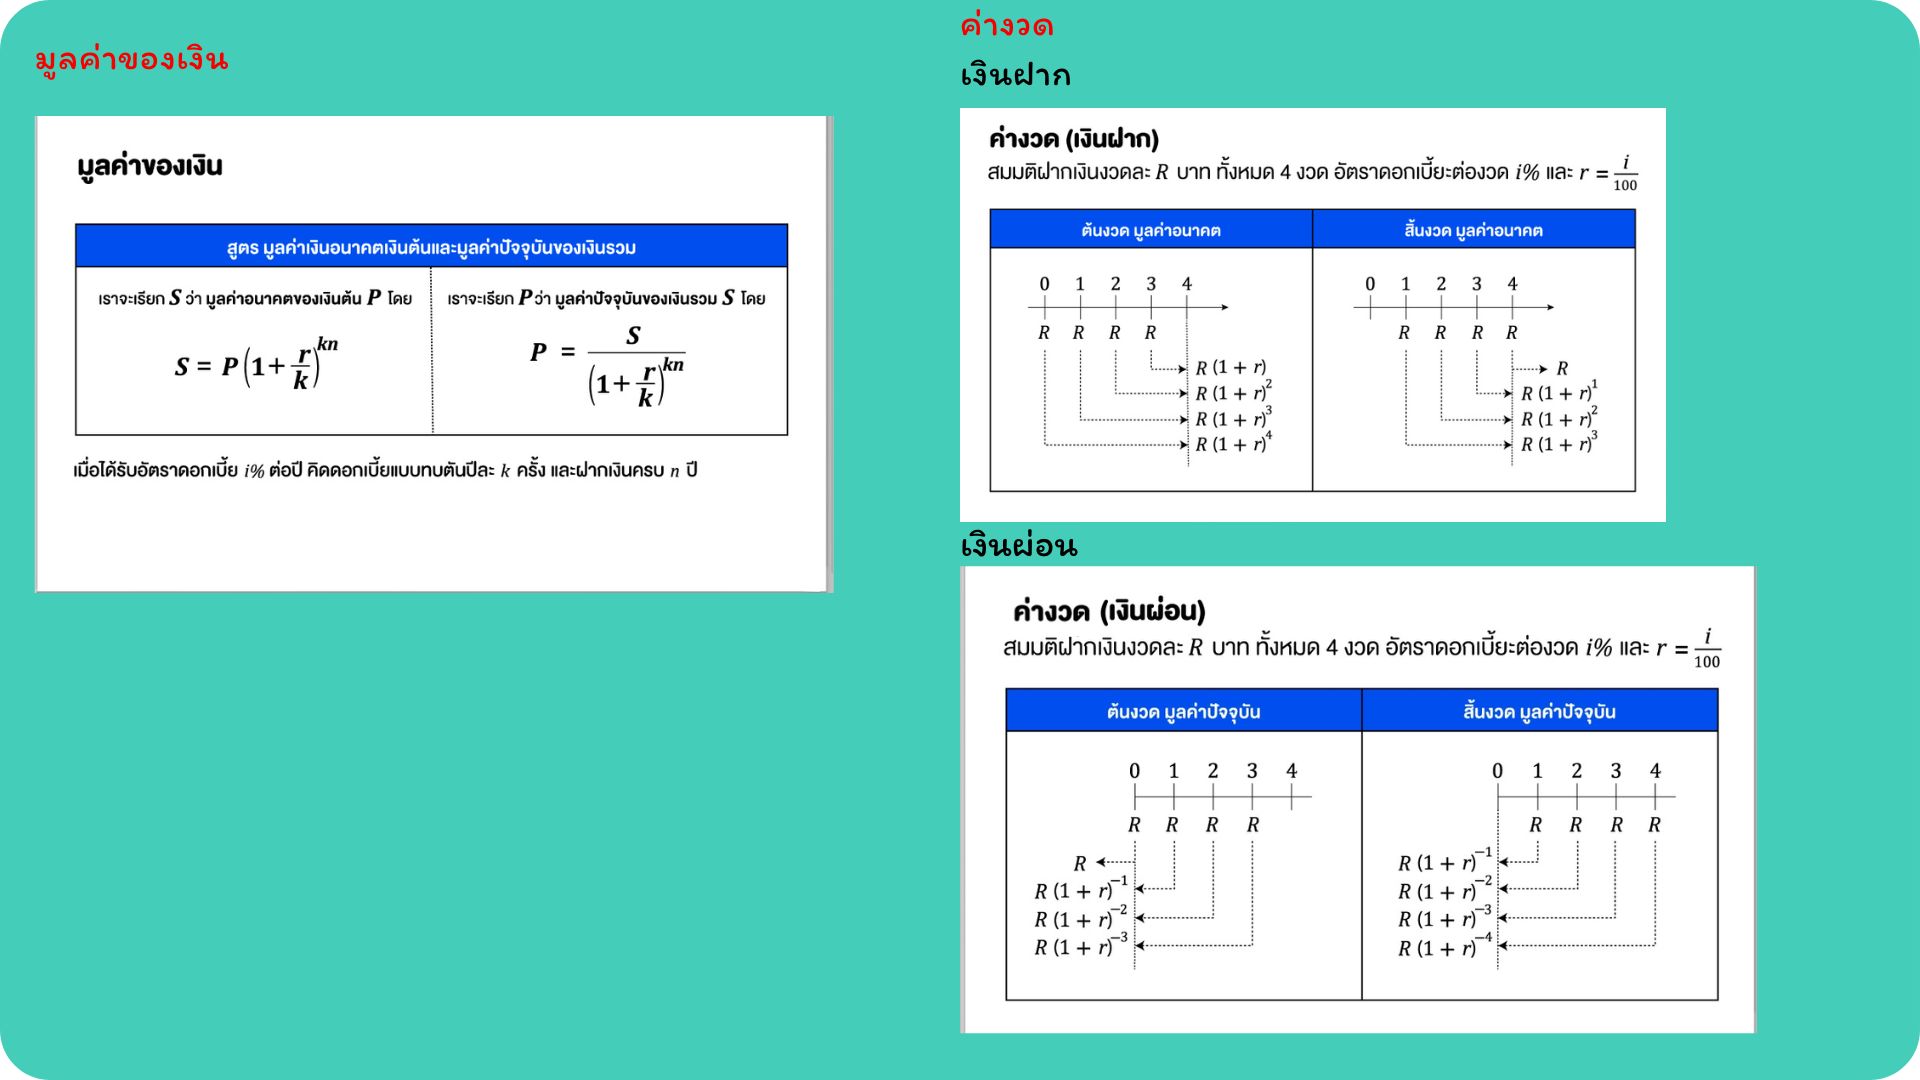 มูลค่าของเงิน
มูลค่าของเงิน
สูตร มูลค่าเงินอนาคตเงินต้นและมูลค่าปัจจุบันของเงินรวม
เราจะเรียก S ว่า มูลค่าอนาคตของเงินต้น P โดย
S = P(1+r/k)^kn
เราจะเรียก P ว่า มูลค่าปัจจุบันของเงินรวม S โดย
P = S/(1+r/k)^kn
เมื่อได้รับอัตราดอกเบี้ย i% ต่อปี คิดดอกเบี้ยแบบทบต้นปีละ k ครั้ง และฝากเงินครบ n ปี
ค่างวด
เงินฝาก
ค่างวด (เงินฝาก)
สมมติฝากเงินงวดละ R บาท ทั้งหมด 4 งวด อัตราดอกเบี้ยะต่องวด i% และ r = i/100
ต้นงวด มูลค่าอนาคต
0 1 2 3 4
R R R R
R (1 + r)
R (1 + r)^2
R (1 + r)^3
R (1 + r)^4
สิ้นงวด มูลค่าอนาคต
0 1 2 3 4
R R R R
R
R (1 + r)^1
R (1 + r)^2
R (1 + r)^3
เงินผ่อน
ค่างวด (เงินผ่อน)
สมมติฝากเงินงวดละ R บาท ทั้งหมด 4 งวด อัตราดอกเบี้ยะต่องวด i% และ r = i/100
ต้นงวด มูลค่าปัจจุบัน
0 1 2 3 4
R R R R
R
R (1 + r)^−1
R (1 + r)^−2
R (1 + r)^−3
สิ้นงวด มูลค่าปัจจุบัน
0 1 2 3 4
R R R R
R (1 + r)^−1
R (1 + r)^−2
R (1 + r)^−3
R (1 + r)^−4